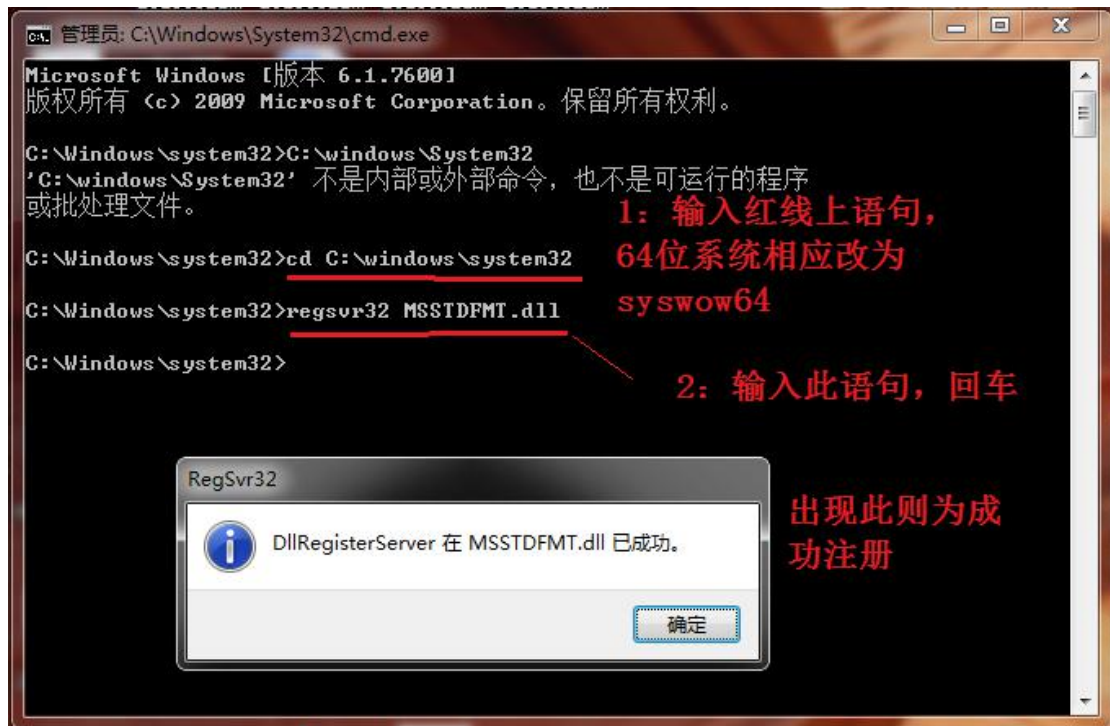 管理员: C:\Windows\System32\cmd.exe
Microsoft Windows [版本 6.1.7600]
版权所有 (c) 2009 Microsoft Corporation。保留所有权利。
C:\Windows\system32>C:\windows\System32
'C:\windows\System32' 不是内部或外部命令，也不是可运行的程序
或批处理文件。
C:\Windows\system32>cd C:\windows\system32
1：输入红线上语句，
64位系统相应改为
syswow64
C:\Windows\system32>regsvr32 MSSTDFMT.dll
C:\Windows\system32>
2：输入此语句，回车
RegSvr32
DllRegisterServer 在 MSSTDFMT.dll 已成功。
确定
出现此则为成
功注册